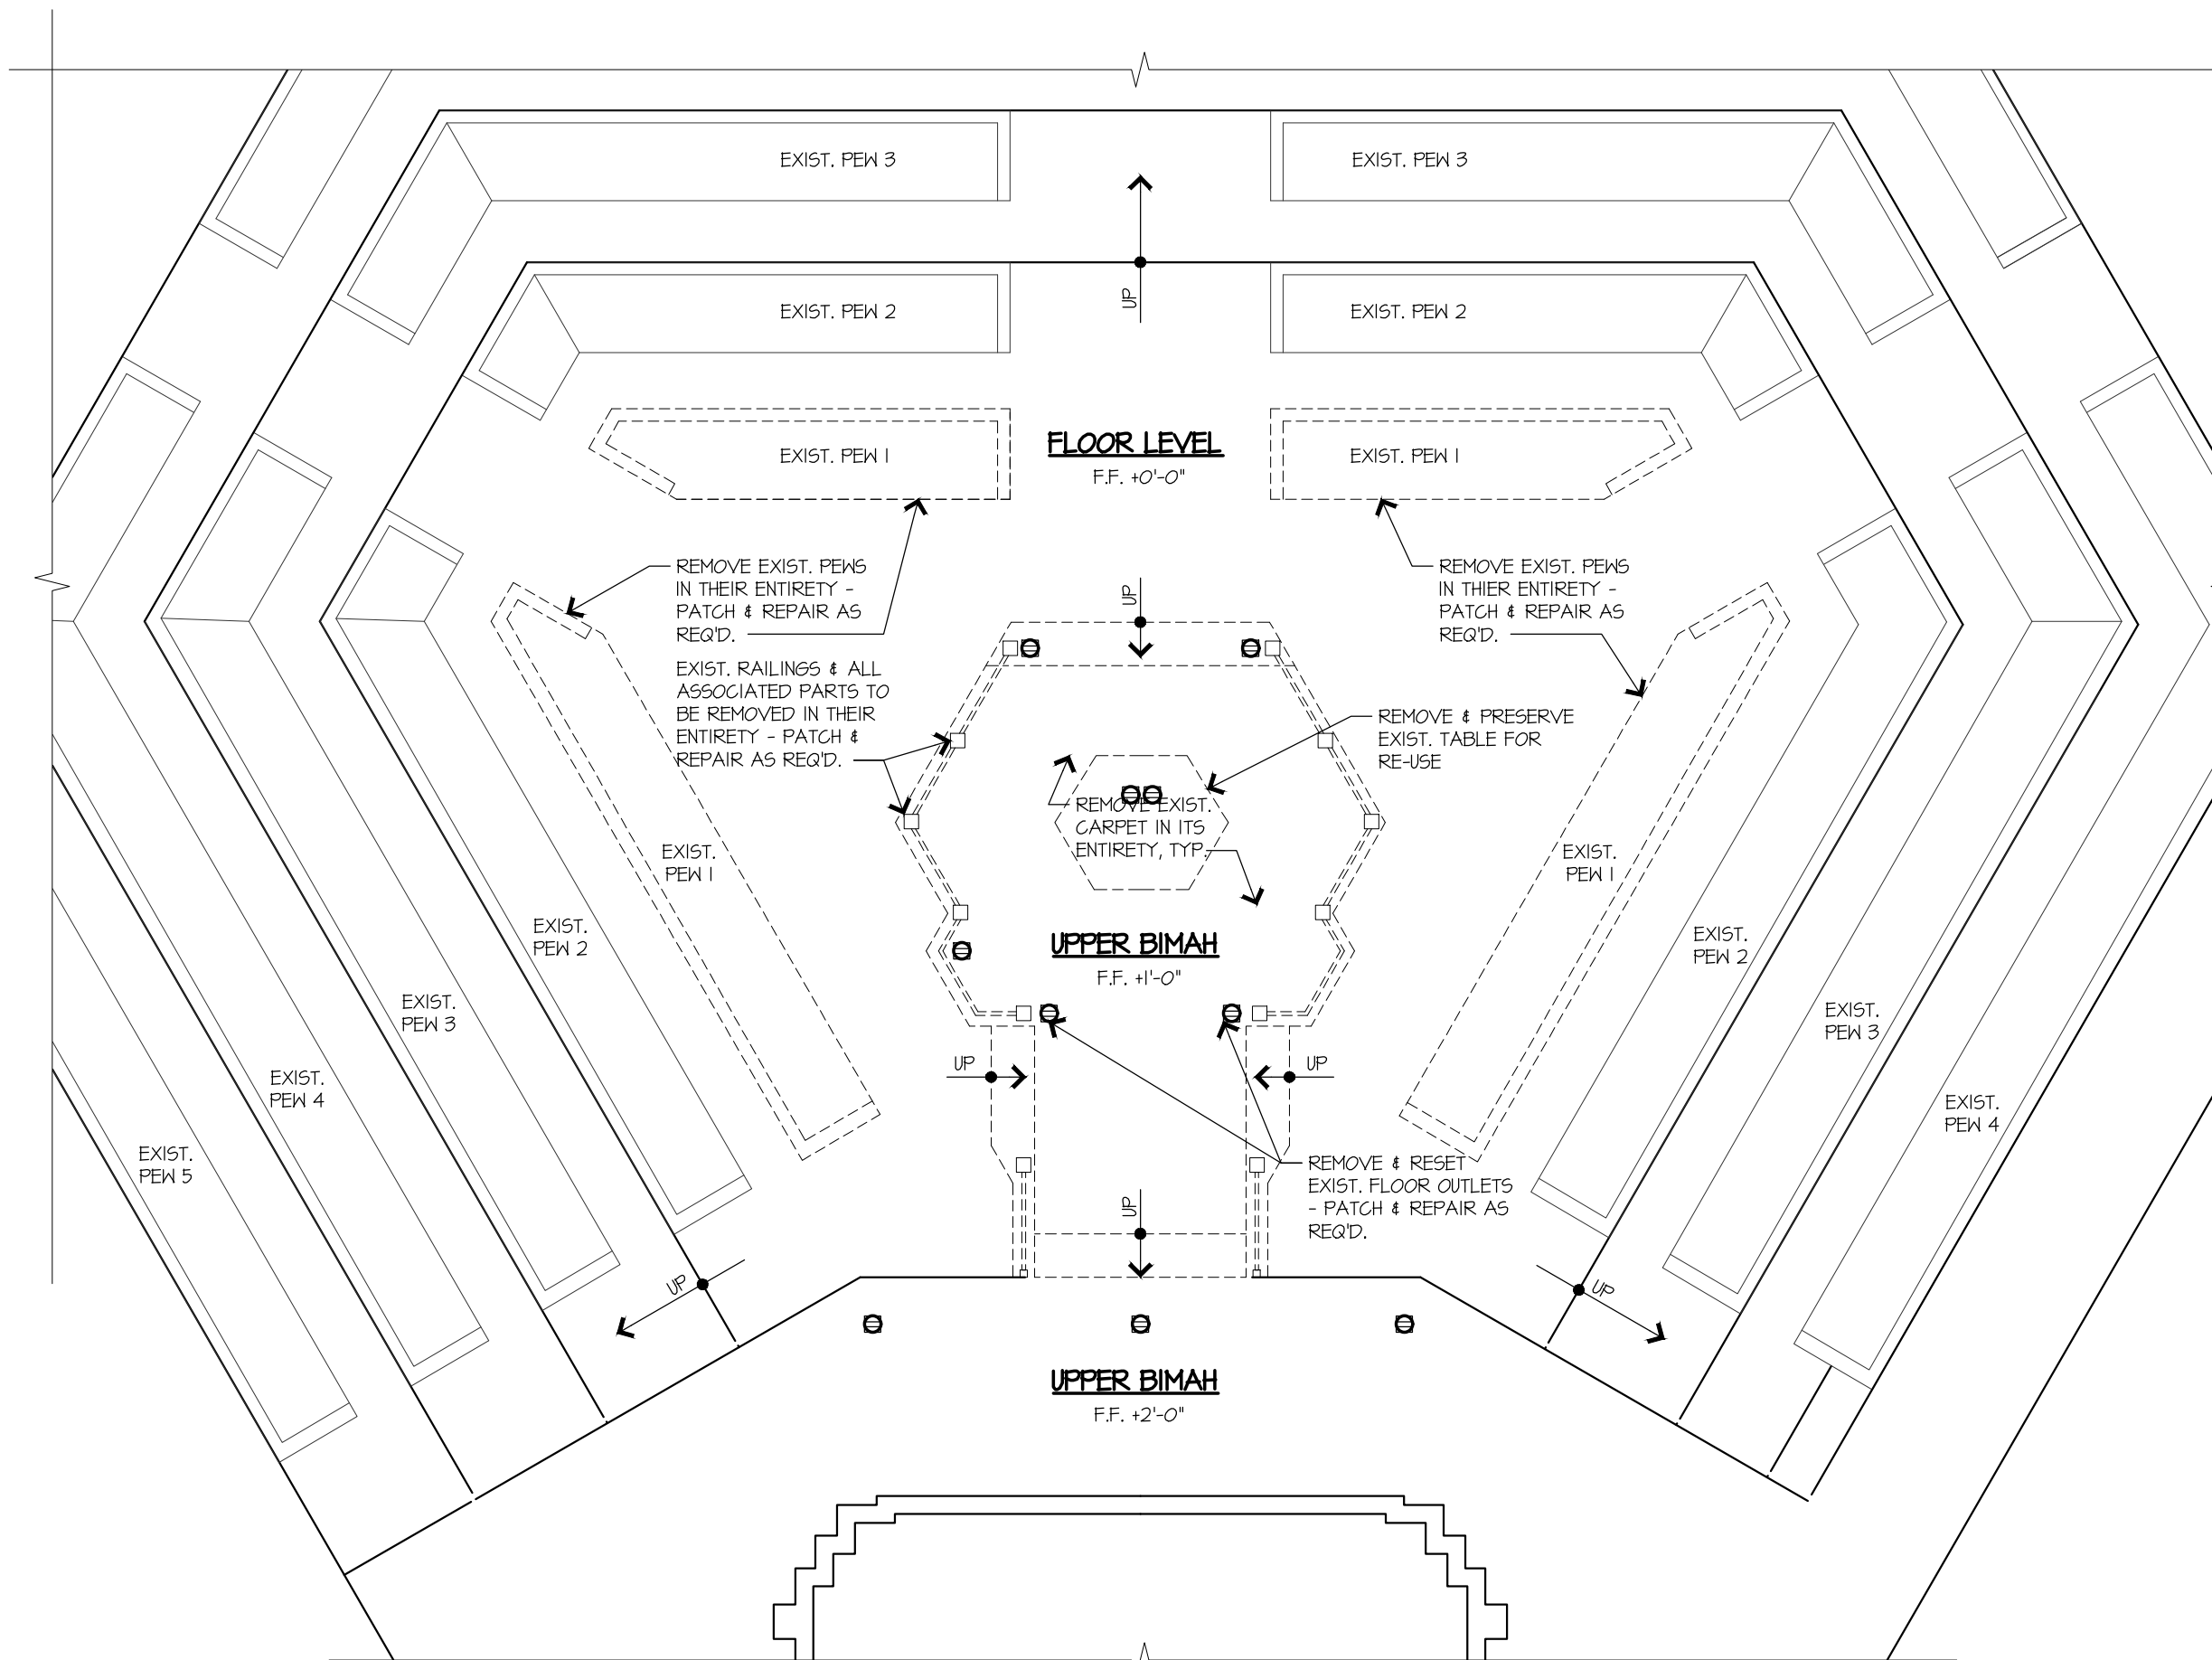 EXIST. PEW 3
EXIST. PEW 3
EXIST. PEW 2
EXIST. PEW 2
UP
FLOOR LEVEL
F.F. +0'-0"
EXIST. PEW 1
EXIST. PEW 1
REMOVE EXIST. PEWS
IN THEIR ENTIRETY -
PATCH & REPAIR AS
REQ'D.
REMOVE EXIST. PEWS
IN THIER ENTIRETY -
PATCH & REPAIR AS
REQ'D.
UP
EXIST. RAILINGS & ALL
ASSOCIATED PARTS TO
BE REMOVED IN THEIR
ENTIRETY - PATCH &
REPAIR AS REQ'D.
REMOVE & PRESERVE
EXIST. TABLE FOR
RE-USE
REMOVE EXIST.
CARPET IN ITS
ENTIRETY, TYP.
EXIST.
PEW 1
EXIST.
PEW 1
EXIST.
PEW 2
UPPER BIMAH
F.F. +1'-0"
EXIST.
PEW 2
EXIST.
PEW 3
EXIST.
PEW 3
UP
UP
EXIST.
PEW 4
EXIST.
PEW 4
EXIST.
PEW 5
REMOVE & RESET
EXIST. FLOOR OUTLETS
- PATCH & REPAIR AS
REQ'D.
UP
UP
UP
UPPER BIMAH
F.F. +2'-0"